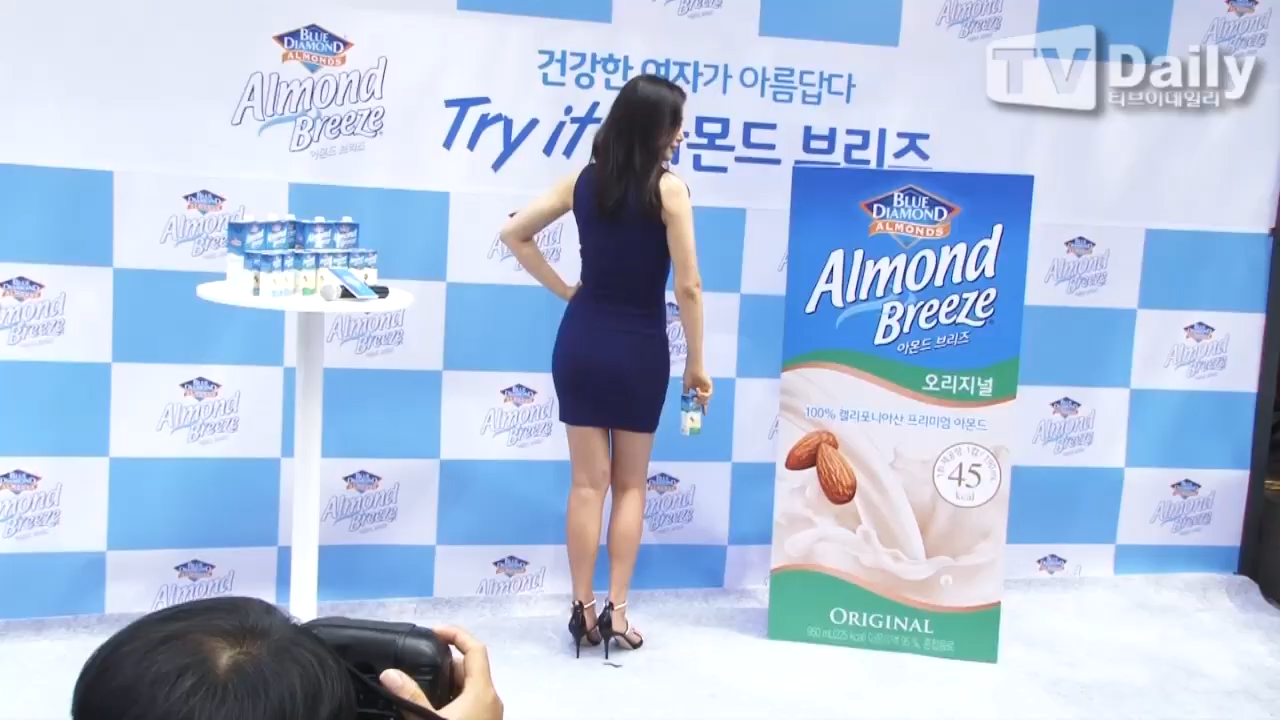 BLUE
DIAMOND
ALMONDS
Almond
Breeze
아몬드 브리즈
건강한 여자가 아름답다
Try it 아몬드 브리즈
TV Daily
티브이데일리
BLUE
DIAMOND
ALMONDS
Almond
Breeze
아몬드 브리즈
오리지널
100% 캘리포니아산 프리미엄 아몬드
45
kcal
ORIGINAL
Almond
Breeze